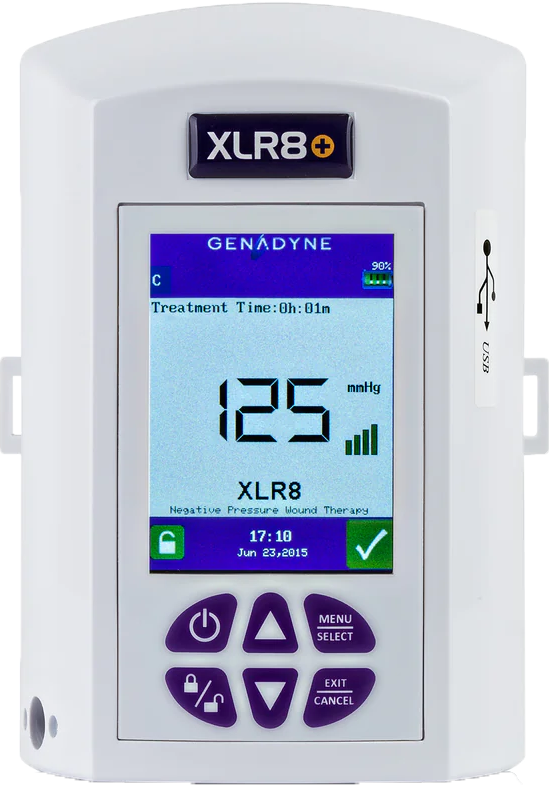 XLR8+
GENADYNE
90%
C
Treatment Time:0h:01m
125 mmHg
XLR8
Negative Pressure Wound Therapy
17:10
Jun 23,2015
USB
MENU
SELECT
EXIT
CANCEL